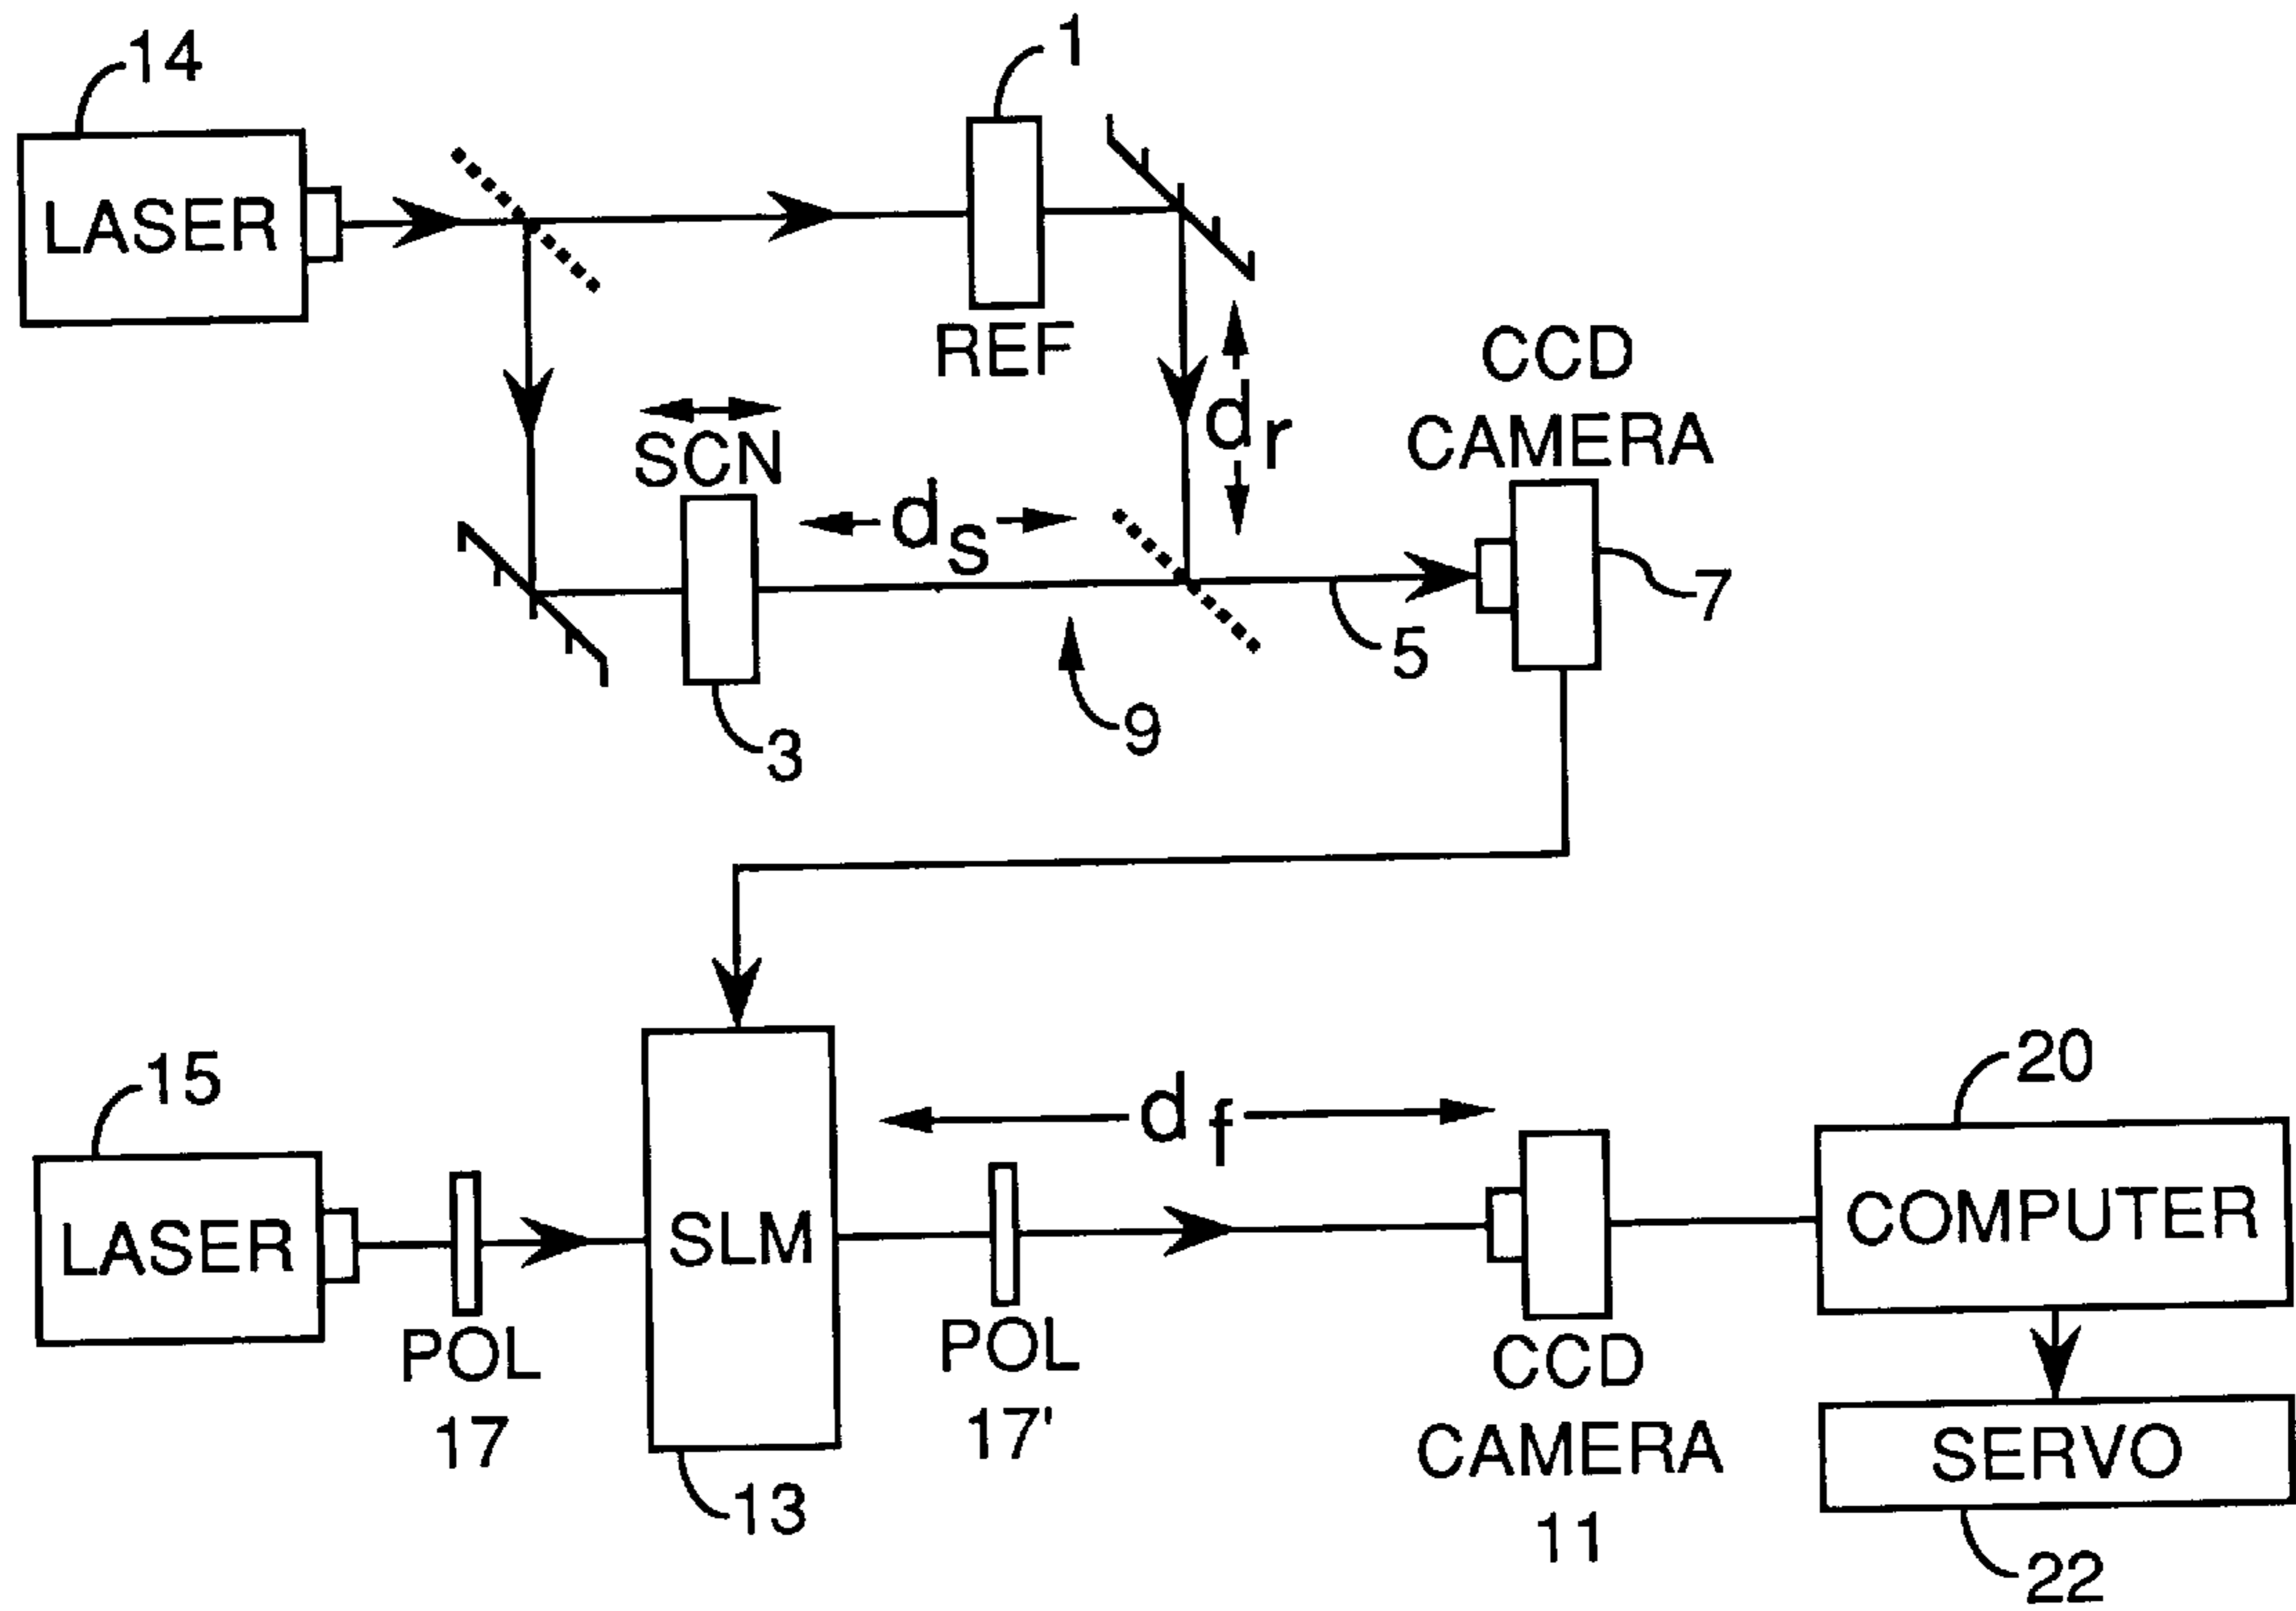 14
1
LASER
REF
CCD
CAMERA
dr
SCN
ds
7
5
9
3
15
20
df
LASER
SLM
COMPUTER
POL
17
POL
17'
CCD
CAMERA
11
SERVO
13
22